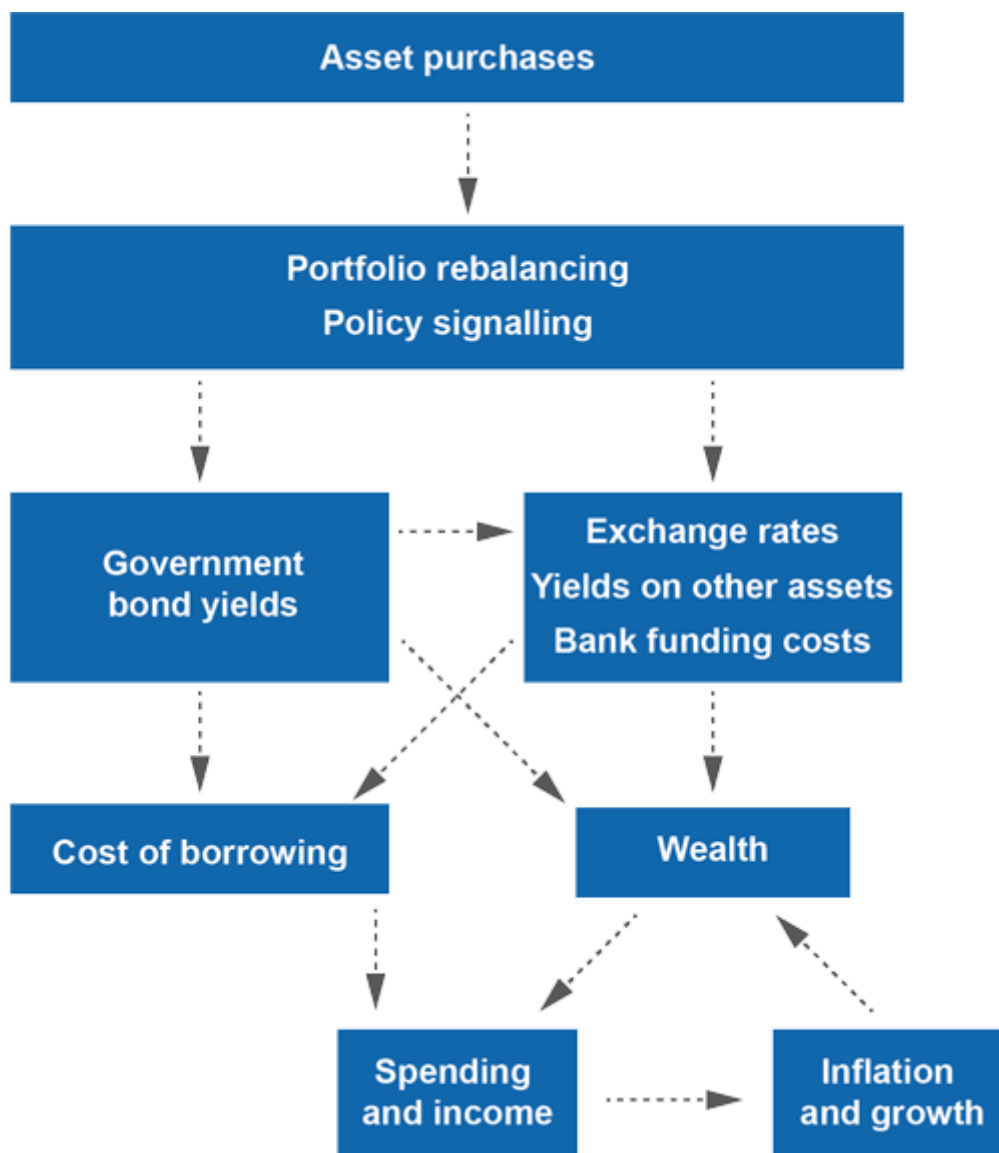 Asset purchases
Portfolio rebalancing
Policy signalling
Government
bond yields
Exchange rates
Yields on other assets
Bank funding costs
Cost of borrowing
Wealth
Spending
and income
Inflation
and growth